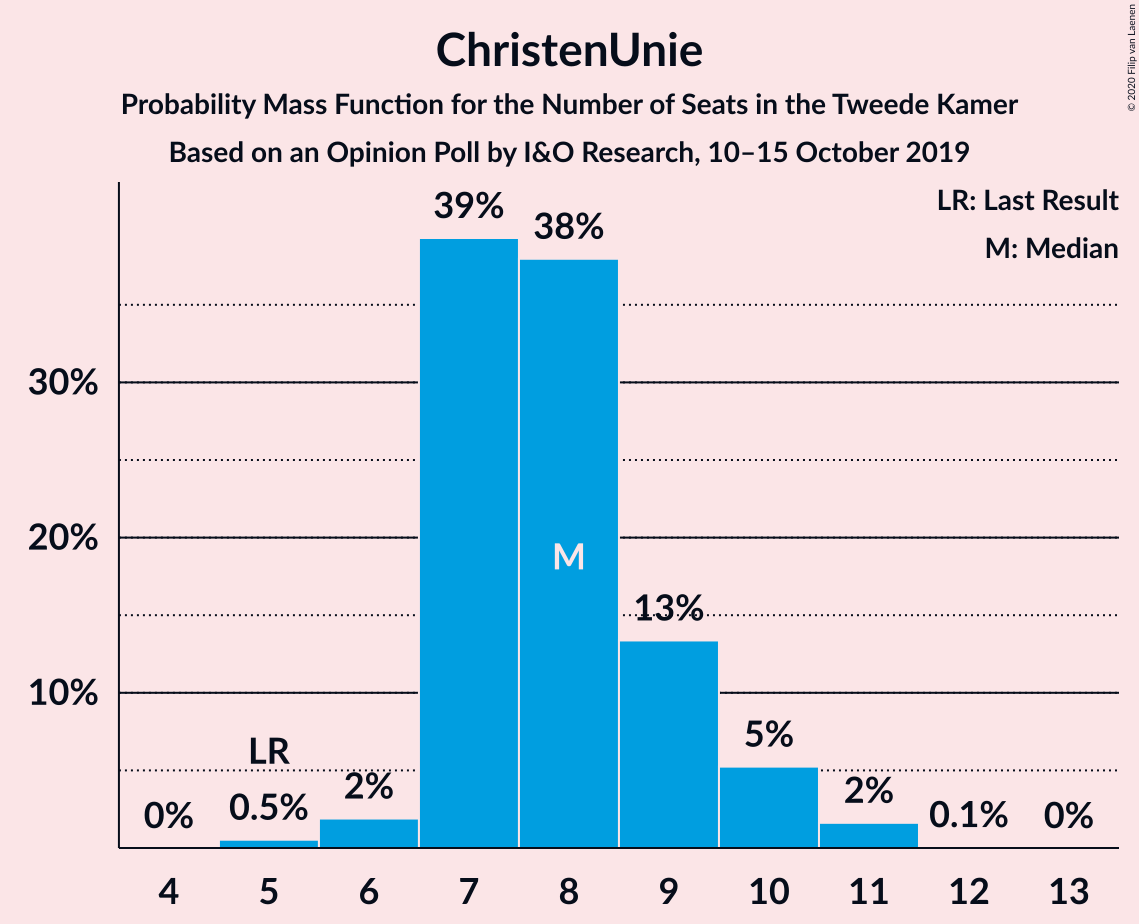 ChristenUnie
Probability Mass Function for the Number of Seats in the Tweede Kamer
Based on an Opinion Poll by I&O Research, 10–15 October 2019
© 2020 Filip van Laenen
LR: Last Result
M: Median
39%
38%
30%
20%
M
13%
10%
LR
5%
2%
2%
0%
0.5%
0.1%
0%
4 5 6 7 8 9 10 11 12 13